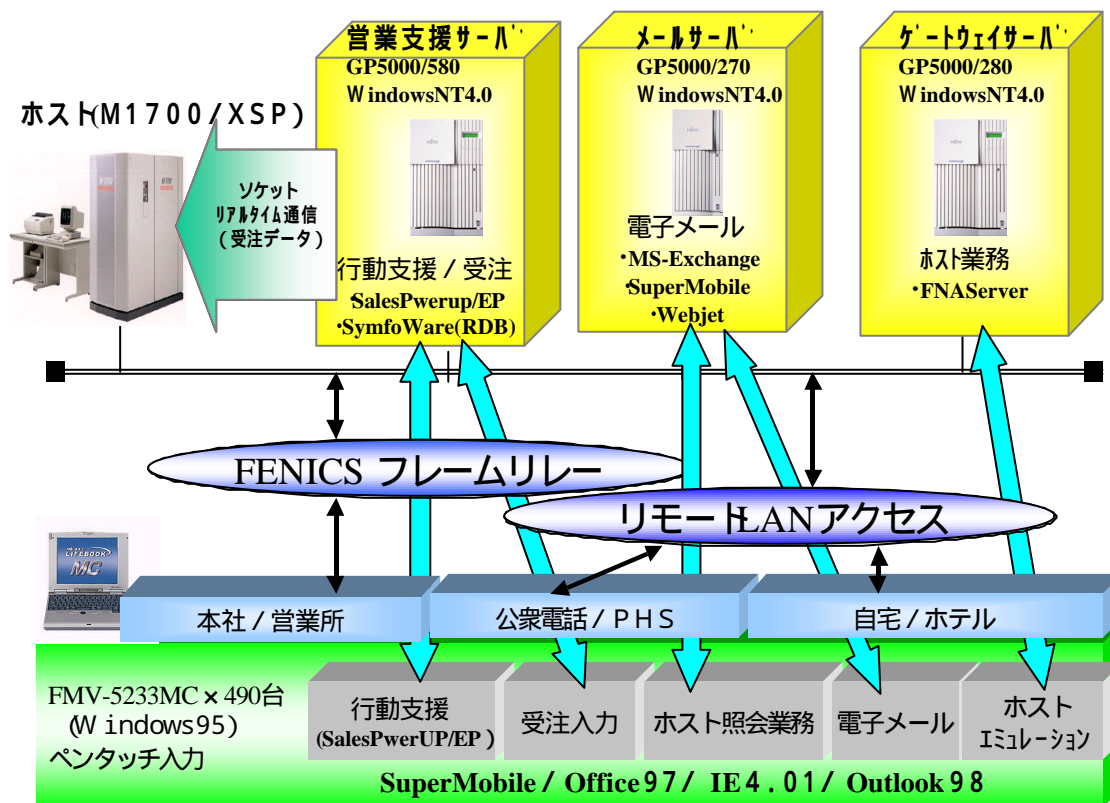 営業支援サーバ
GP5000/580
WindowsNT4.0
メールサーバ
GP5000/270
WindowsNT4.0
ゲートウェイサーバ
GP5000/280
WindowsNT4.0
ホスト(M1700/XSP)
ソケット
リアルタイム通信
(受注データ)
行動支援/受注
・SalesPwerup/EP
・SymfoWare(RDB)
電子メール
・MS-Exchange
・SuperMobile
・Webjet
ホスト業務
・FNAServer
FENICS フレームリレー
リモートLANアクセス
LIFEBOOK
MC
本社/営業所
公衆電話/PHS
自宅/ホテル
FMV-5233MC×490台
(Windows95)
ペンタッチ入力
行動支援
(SalesPwerUP/EP)
受注入力
ホスト照会業務
電子メール
ホスト
エミュレーション
SuperMobile/Office97/IE4.01/Outlook98